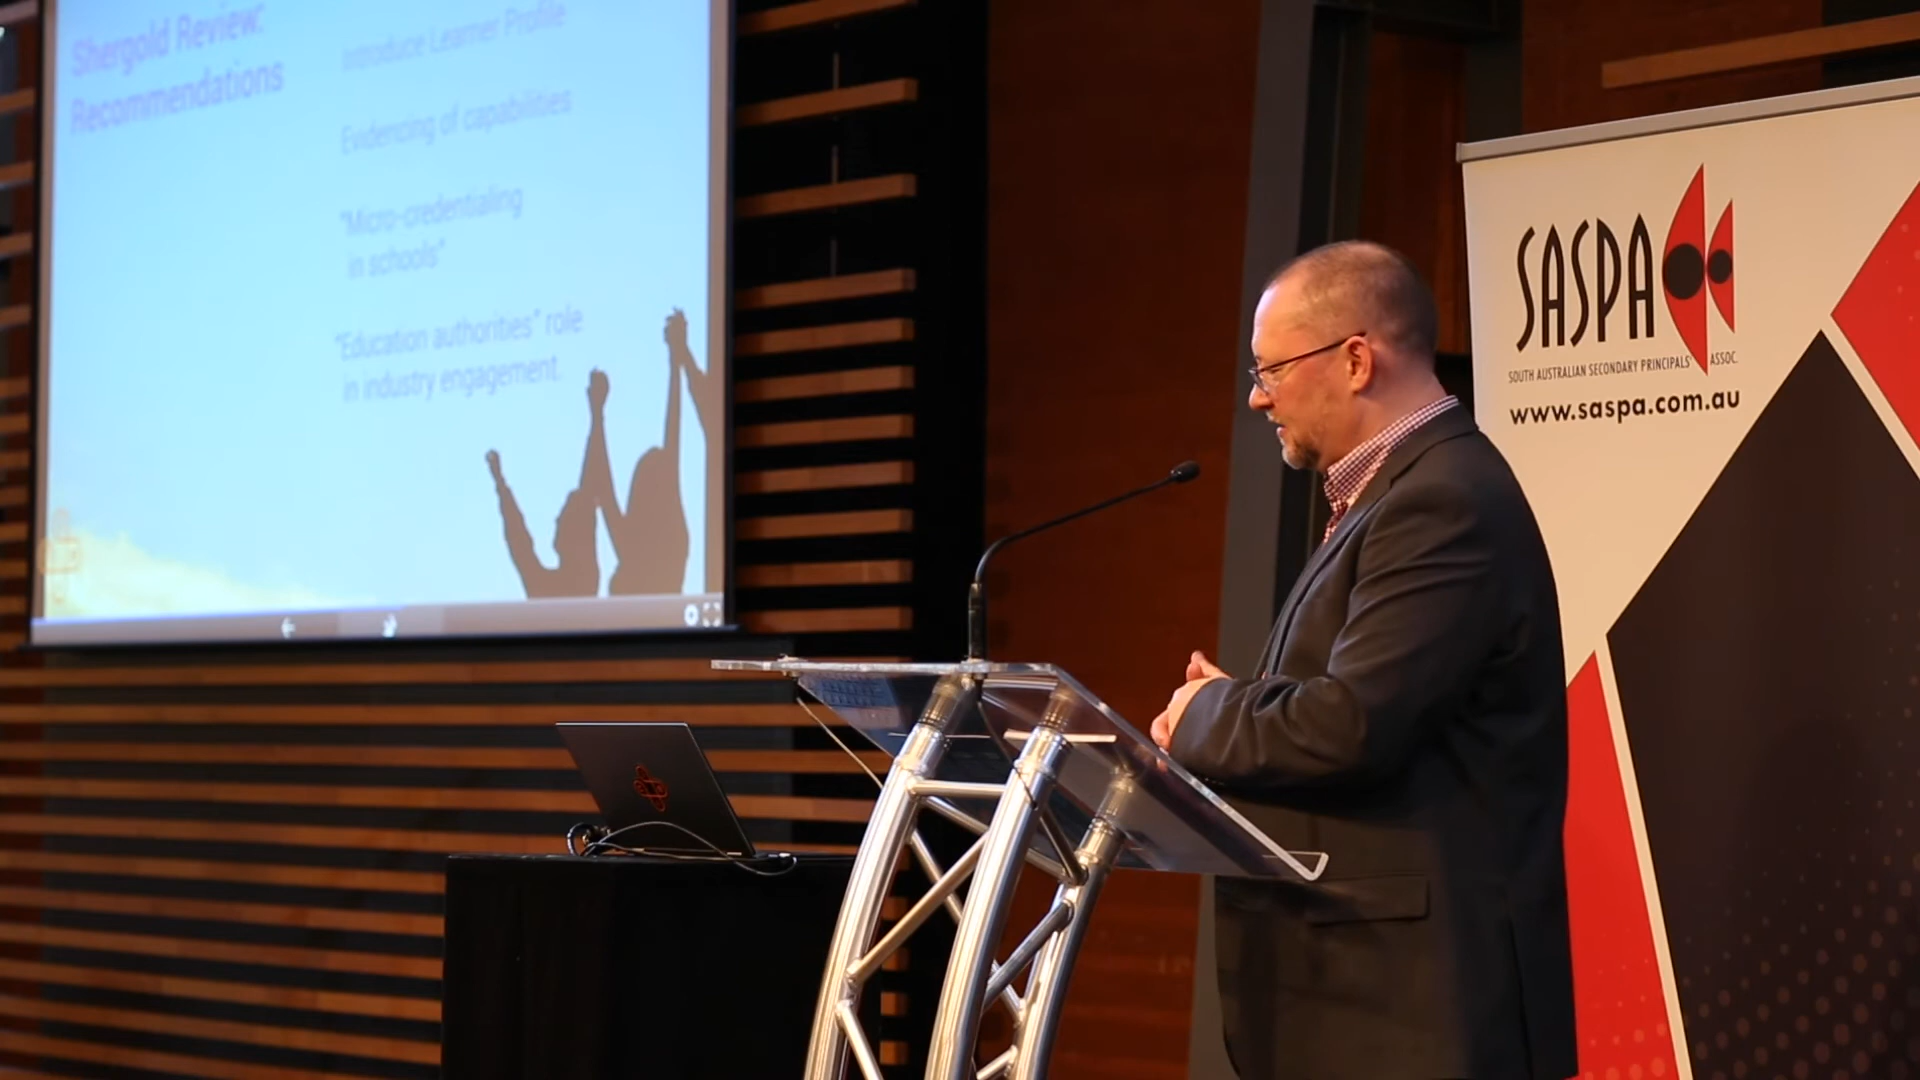 Shergold Review:
Recommendations
Introduce Learner Profile
Evidencing of capabilities
"Micro-credentialing
in schools"
"Education authorities" role
in industry engagement.
SASPA
SOUTH AUSTRALIAN SECONDARY PRINCIPALS' ASSOC.
www.saspa.com.au